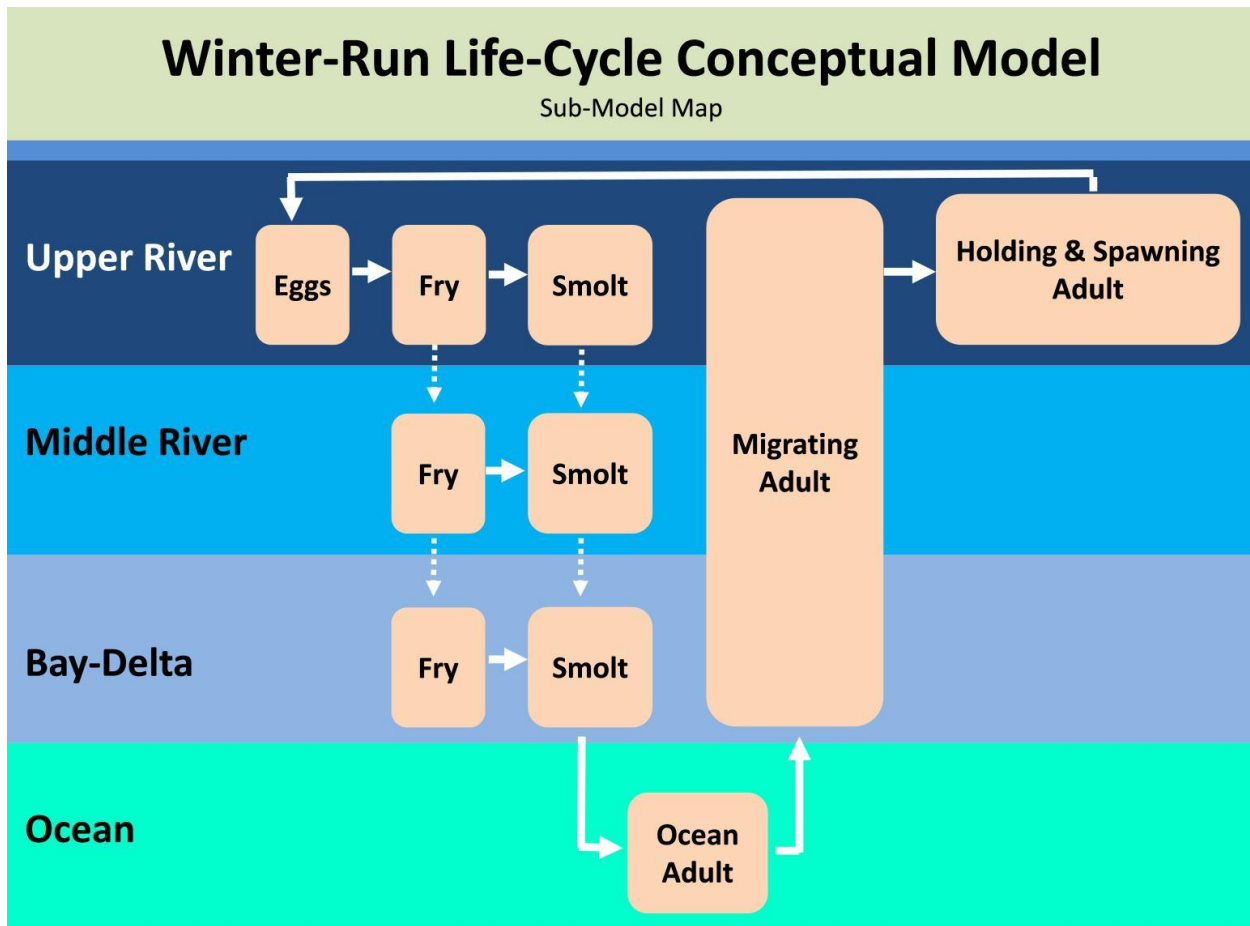 Winter-Run Life-Cycle Conceptual Model
Sub-Model Map
Upper River
Eggs
Fry
Smolt
Holding & Spawning
Adult
Middle River
Fry
Smolt
Migrating
Adult
Bay-Delta
Fry
Smolt
Ocean
Ocean
Adult